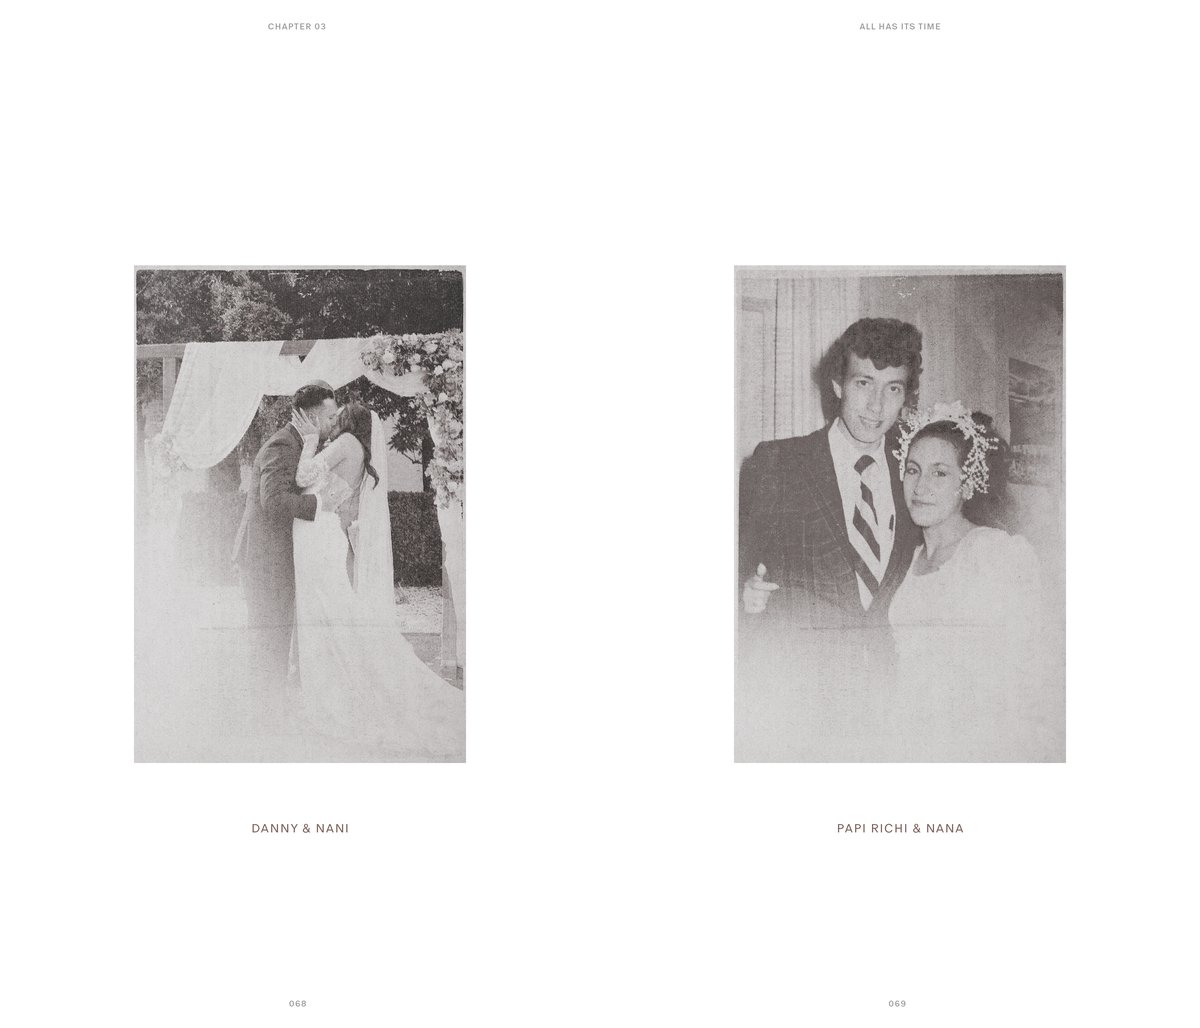 CHAPTER 03
ALL HAS ITS TIME
DANNY & NANI
PAPI RICHI & NANA
068
069